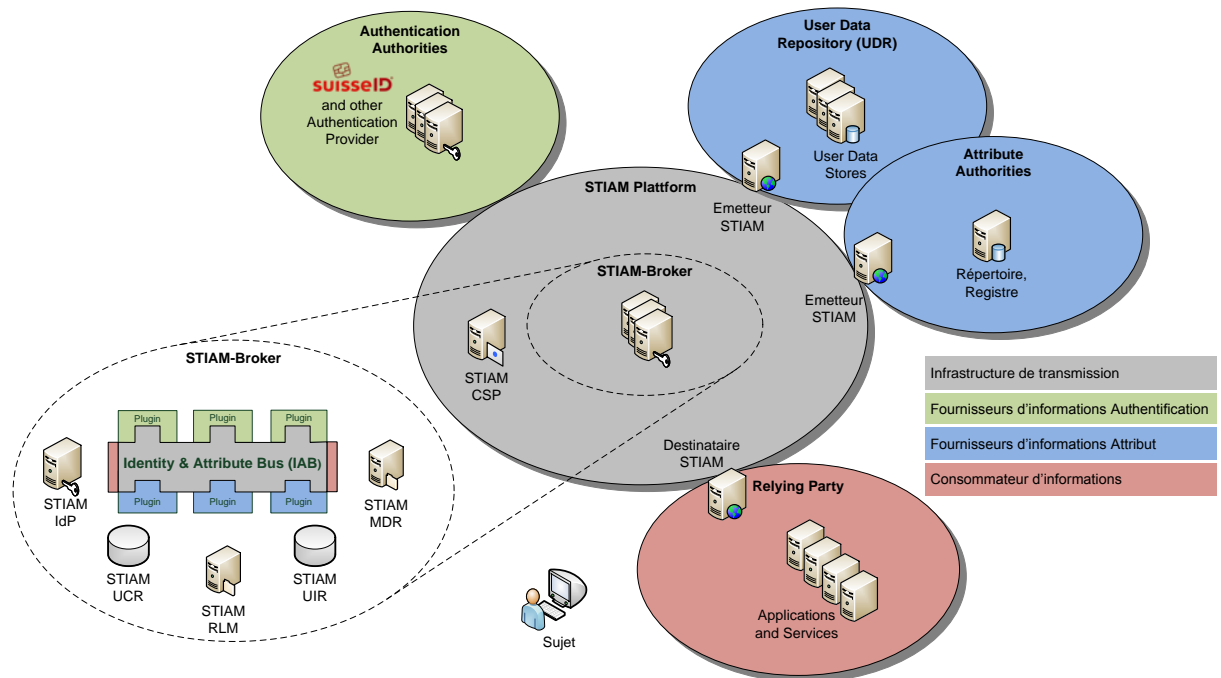 Authentication
Authorities
suisseID
and other
Authentication
Provider
User Data
Repository (UDR)
User Data
Stores
Attribute
Authorities
Répertoire,
Registre
STIAM Plattform
Emetteur
STIAM
Emetteur
STIAM
STIAM-Broker
STIAM
CSP
Destinataire
STIAM
STIAM-Broker
Plugin
Plugin
Plugin
Identity & Attribute Bus (IAB)
Plugin
Plugin
Plugin
STIAM
IdP
STIAM
MDR
STIAM
UCR
STIAM
RLM
STIAM
UIR
Relying Party
Applications
and Services
Sujet
Infrastructure de transmission
Fournisseurs d'informations Authentification
Fournisseurs d'informations Attribut
Consommateur d'informations